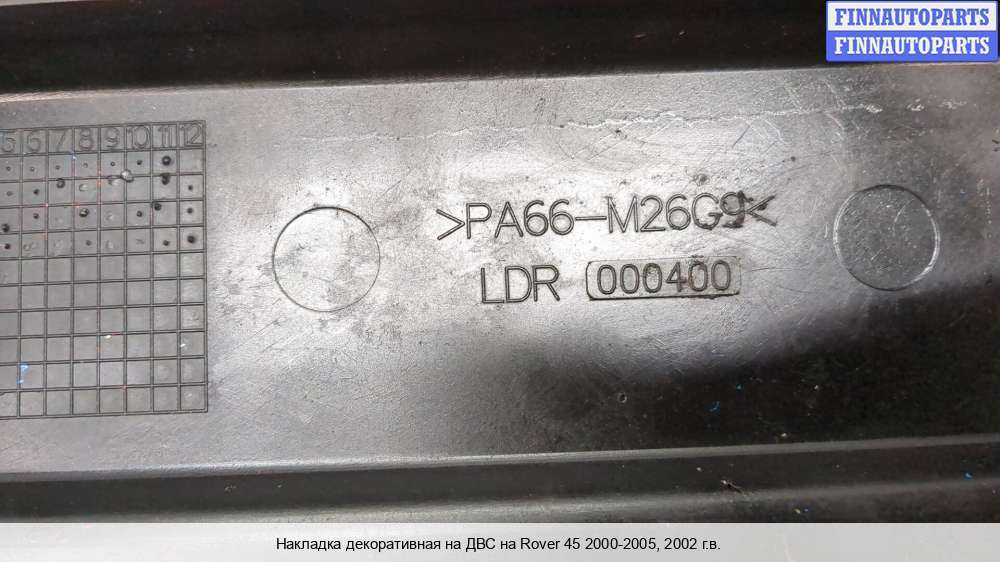 FINNAUTOPARTS
FINNAUTOPARTS
5 6 7 8 9 10 11 12
>PA66-M26G9<
LDR 000400
Накладка декоративная на ДВС на Rover 45 2000-2005, 2002 г.в.